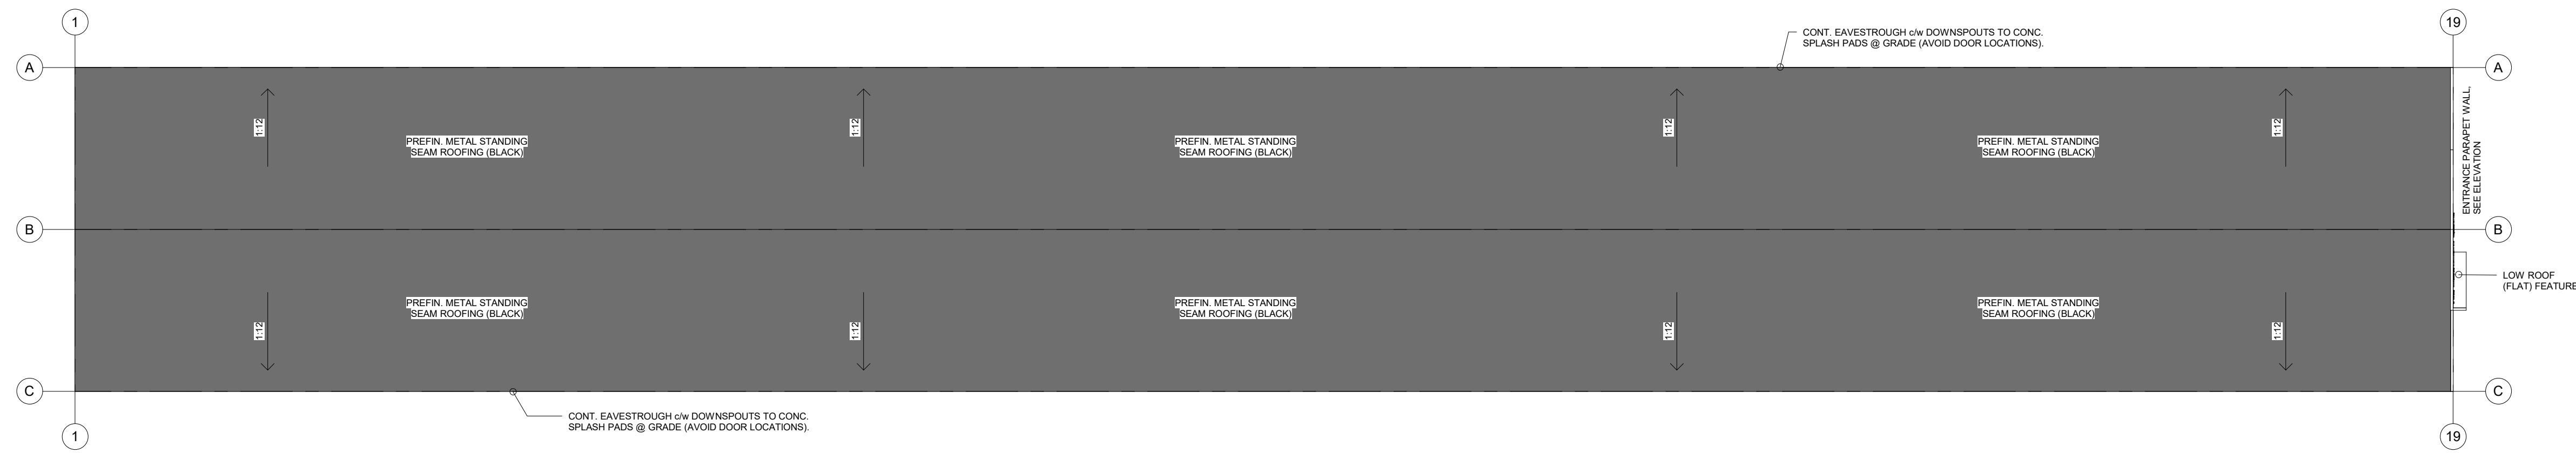 1
19
CONT. EAVESTROUGH c/w DOWNSPOUTS TO CONC.
SPLASH PADS @ GRADE (AVOID DOOR LOCATIONS).
A
A
1:12
1:12
1:12
1:12
PREFIN. METAL STANDING
SEAM ROOFING (BLACK)
PREFIN. METAL STANDING
SEAM ROOFING (BLACK)
PREFIN. METAL STANDING
SEAM ROOFING (BLACK)
ENTRANCE PARAPET WALL,
SEE ELEVATION
B
B
LOW ROOF
(FLAT) FEATURE
PREFIN. METAL STANDING
SEAM ROOFING (BLACK)
PREFIN. METAL STANDING
SEAM ROOFING (BLACK)
PREFIN. METAL STANDING
SEAM ROOFING (BLACK)
1:12
1:12
1:12
1:12
C
C
CONT. EAVESTROUGH c/w DOWNSPOUTS TO CONC.
SPLASH PADS @ GRADE (AVOID DOOR LOCATIONS).
1
19